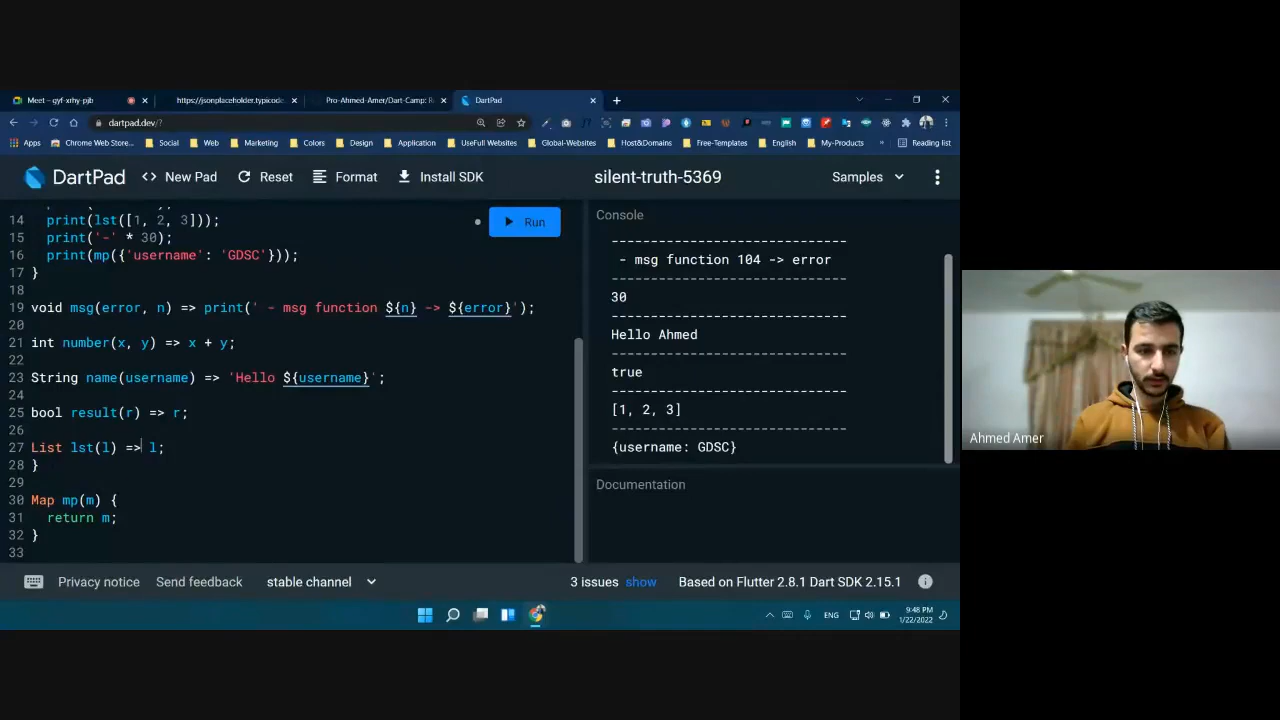 Meet – gyf-xrhy-pjb
https://jsonplaceholder.typicode.
Pro-Ahmed-Amer/Dart-Camp: R
DartPad
dartpad.dev/?
Apps
Chrome Web Store...
Social
Web
Marketing
Colors
Design
Application
UseFull Websites
Global-Websites
Host&Domains
Free-Templates
English
My-Products
»
Reading list
DartPad
<> New Pad
Reset
Format
Install SDK
silent-truth-5369
Samples
14 print(lst([1, 2, 3]));
15 print('-' * 30);
16 print(mp({'username': 'GDSC'}));
17 }
18
19 void msg(error, n) => print(' - msg function ${n} -> ${error}');
20
21 int number(x, y) => x + y;
22
23 String name(username) => 'Hello ${username}';
24
25 bool result(r) => r;
26
27 List lst(l) => l;
28 }
29
30 Map mp(m) {
31 return m;
32 }
33
Run
Console
------------------------------
- msg function 104 -> error
------------------------------
30
------------------------------
Hello Ahmed
------------------------------
true
------------------------------
[1, 2, 3]
------------------------------
{username: GDSC}
Documentation
Privacy notice
Send feedback
stable channel
3 issues show
Based on Flutter 2.8.1 Dart SDK 2.15.1
ENG
9:48 PM
1/22/2022
Ahmed Amer